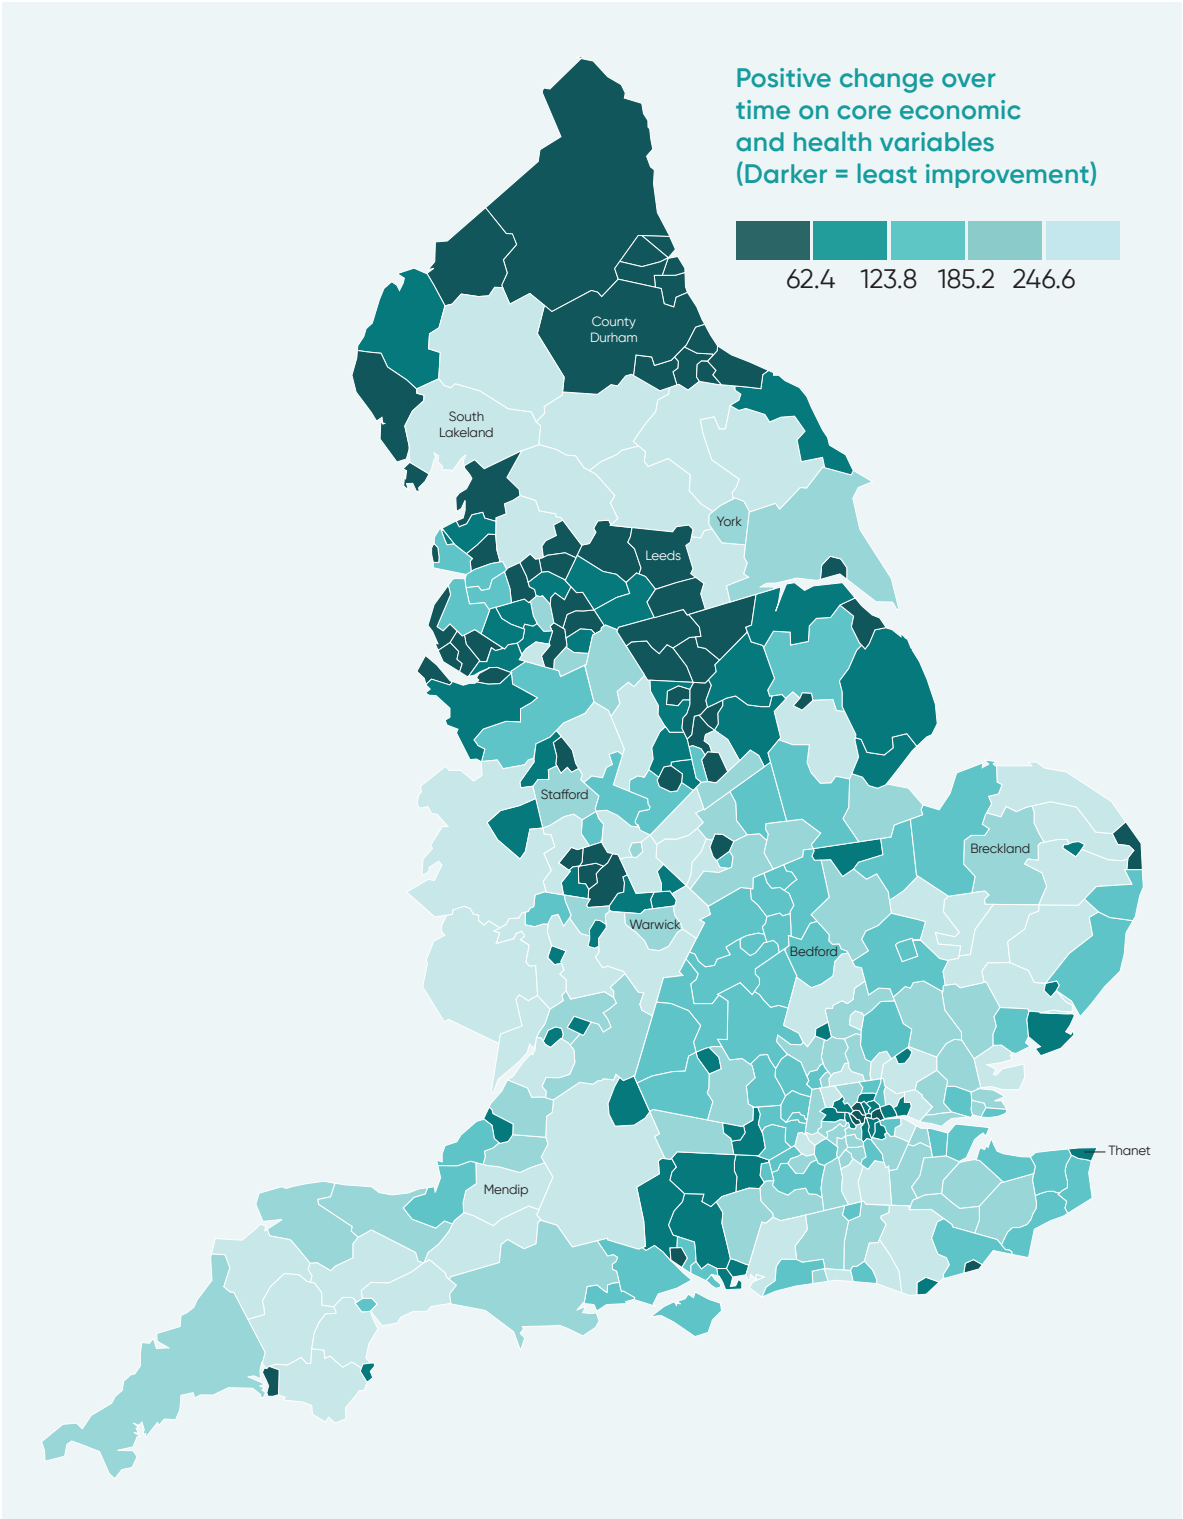 Positive change over
time on core economic
and health variables
(Darker = least improvement)
62.4 123.8 185.2 246.6
County
Durham
South
Lakeland
York
Leeds
Stafford
Breckland
Warwick
Bedford
Thanet
Mendip